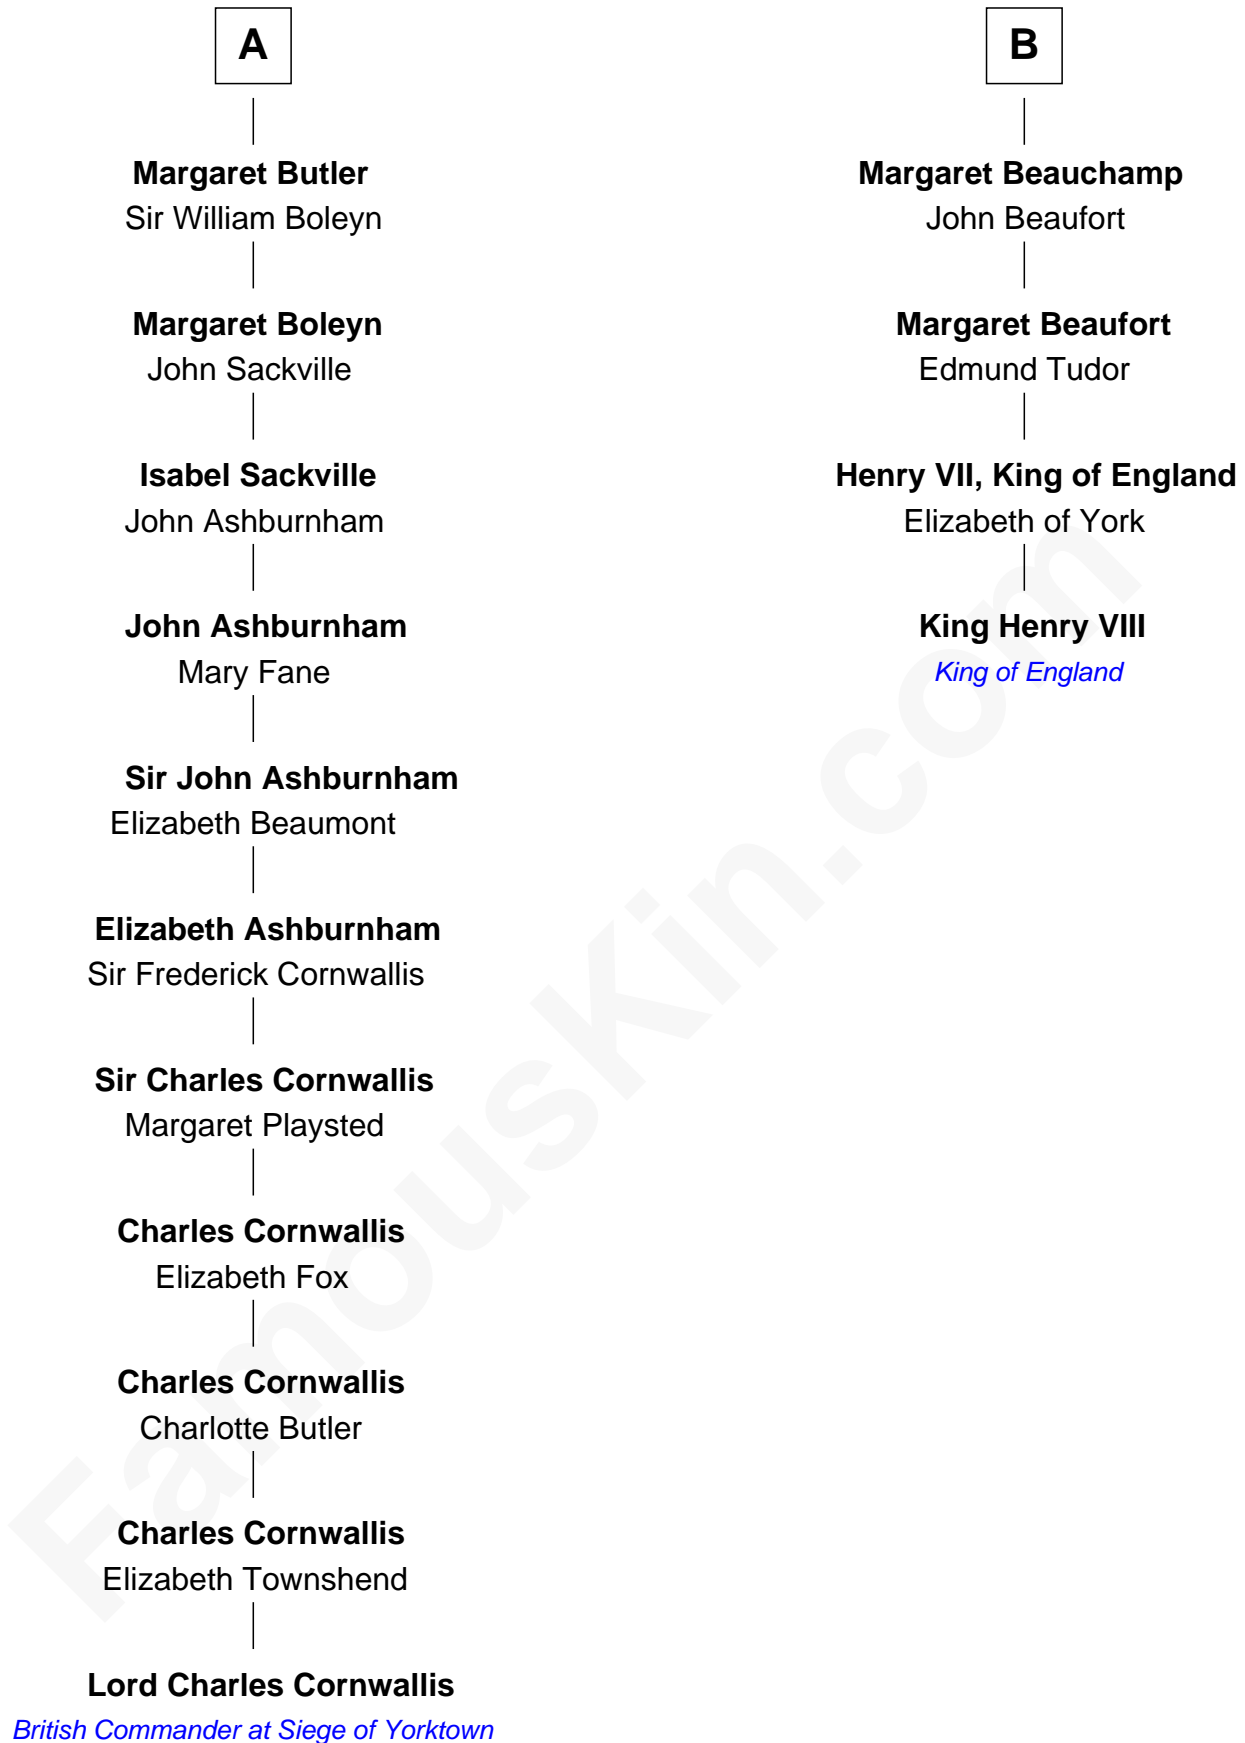 A
Margaret Butler
Sir William Boleyn
Margaret Boleyn
John Sackville
Isabel Sackville
John Ashburnham
John Ashburnham
Mary Fane
Sir John Ashburnham
Elizabeth Beaumont
Elizabeth Ashburnham
Sir Frederick Cornwallis
Sir Charles Cornwallis
Margaret Playsted
Charles Cornwallis
Elizabeth Fox
Charles Cornwallis
Charlotte Butler
Charles Cornwallis
Elizabeth Townshend
Lord Charles Cornwallis
British Commander at Siege of Yorktown
B
Margaret Beauchamp
John Beaufort
Margaret Beaufort
Edmund Tudor
Henry VII, King of England
Elizabeth of York
King Henry VIII
King of England
FamousKin.com